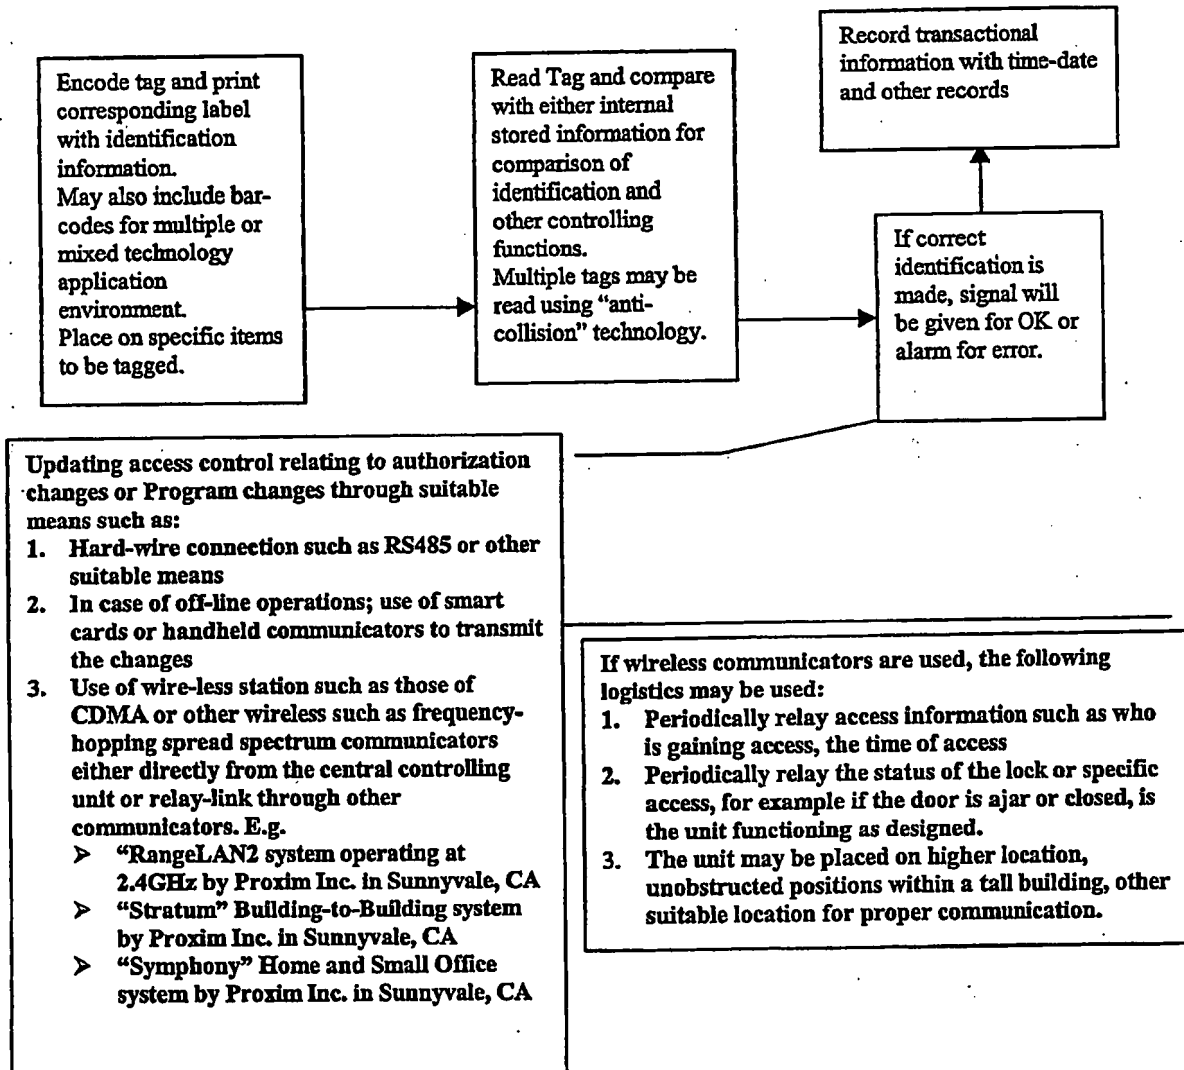 Encode tag and print
corresponding label
with identification
information.
May also include bar-
codes for multiple or
mixed technology
application
environment.
Place on specific items
to be tagged.
Read Tag and compare
with either internal
stored information for
comparison of
identification and
other controlling
functions.
Multiple tags may be
read using “anti-
collision” technology.
Record transactional
information with time-date
and other records
If correct
identification is
made, signal will
be given for OK or
alarm for error.
Updating access control relating to authorization
changes or Program changes through suitable
means such as:
1. Hard-wire connection such as RS485 or other
suitable means
2. In case of off-line operations; use of smart
cards or handheld communicators to transmit
the changes
3. Use of wire-less station such as those of
CDMA or other wireless such as frequency-
hopping spread spectrum communicators
either directly from the central controlling
unit or relay-link through other
communicators. E.g.
➢ “RangeLAN2 system operating at
2.4GHz by Proxim Inc. in Sunnyvale, CA
➢ “Stratum” Building-to-Building system
by Proxim Inc. in Sunnyvale, CA
➢ “Symphony” Home and Small Office
system by Proxim Inc. in Sunnyvale, CA
If wireless communicators are used, the following
logistics may be used:
1. Periodically relay access information such as who
is gaining access, the time of access
2. Periodically relay the status of the lock or specific
access, for example if the door is ajar or closed, is
the unit functioning as designed.
3. The unit may be placed on higher location,
unobstructed positions within a tall building, other
suitable location for proper communication.